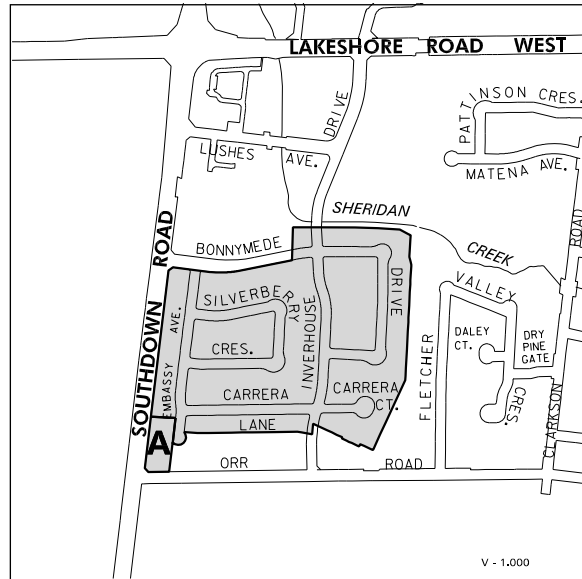 LAKESHORE ROAD WEST
PATTINSON CRES.
DRIVE
LUSHES AVE.
MATENA AVE.
SHERIDAN CREEK
ROAD
SOUTHDOWN ROAD
BONNYMEDE DRIVE
VALLEY
SILVERBERRY
CRES.
EMBASSY AVE.
INVERHOUSE
DALEY
CT.
DRY
PINE
GATE
FLETCHER
CARRERA
LANE
CARRERA
CT.
CRES.
CLARKSON
A
ORR ROAD
V - 1.000